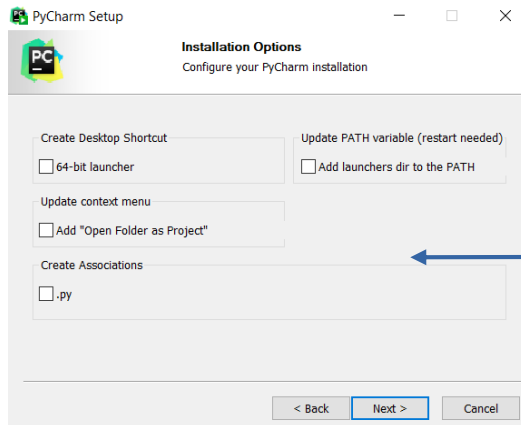 PyCharm Setup
PC
Installation Options
Configure your PyCharm installation
Create Desktop Shortcut
64-bit launcher
Update PATH variable (restart needed)
Add launchers dir to the PATH
Update context menu
Add "Open Folder as Project"
Create Associations
.py
< Back
Next >
Cancel